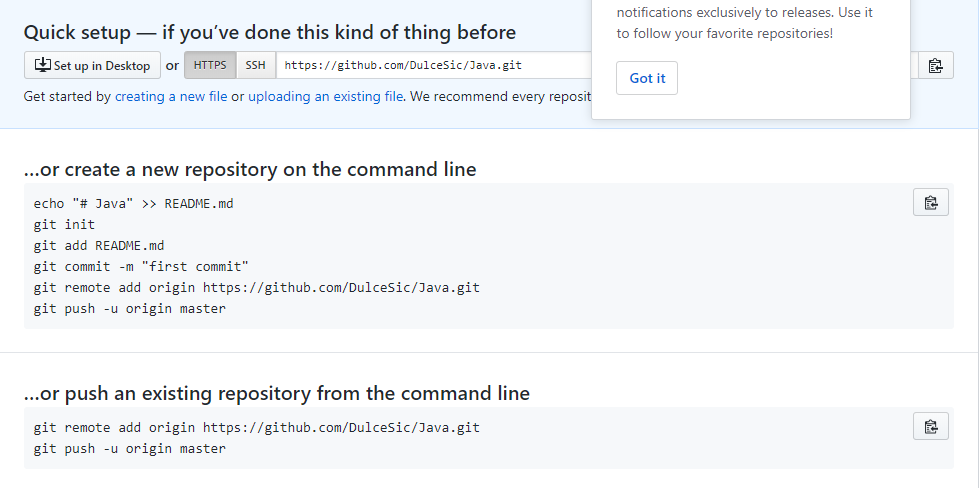 Quick setup — if you’ve done this kind of thing before
notifications exclusively to releases. Use it
to follow your favorite repositories!
Set up in Desktop or HTTPS SSH https://github.com/DulceSic/Java.git
Got it
Get started by creating a new file or uploading an existing file. We recommend every
…or create a new repository on the command line
echo "# Java" >> README.md
git init
git add README.md
git commit -m "first commit"
git remote add origin https://github.com/DulceSic/Java.git
git push -u origin master
…or push an existing repository from the command line
git remote add origin https://github.com/DulceSic/Java.git
git push -u origin master